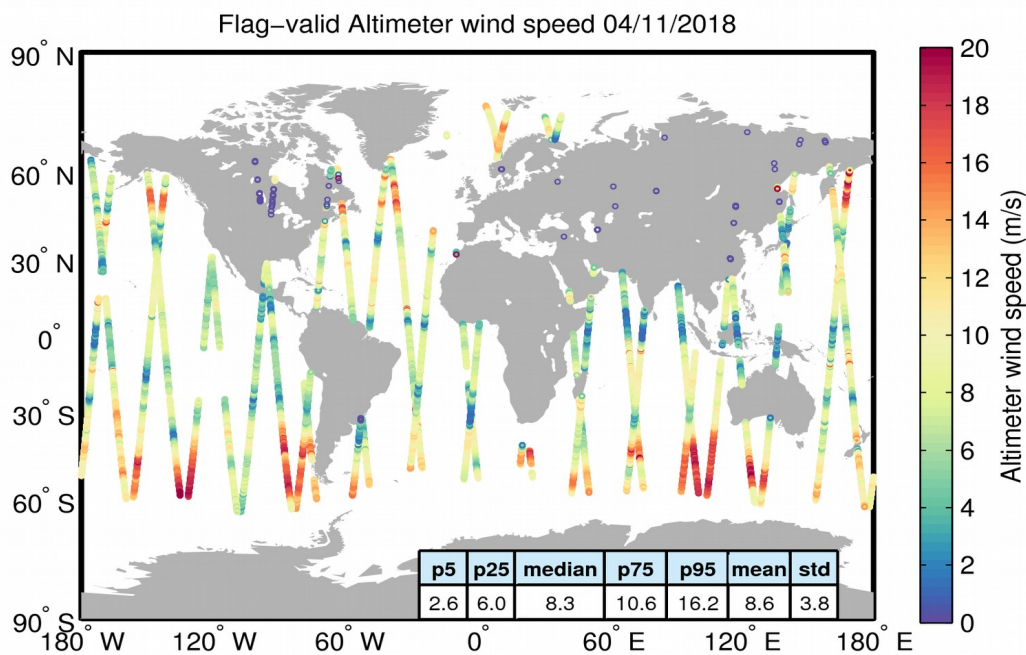 Flag−valid Altimeter wind speed 04/11/2018
90° N
60° N
30° N
0°
30° S
60° S
90° S
180° W
120° W
60° W
0°
60° E
120° E
180° E
20
18
16
14
12
10
8
6
4
2
0
Altimeter wind speed (m/s)
p5 p25 median p75 p95 mean std
2.6 6.0 8.3 10.6 16.2 8.6 3.8